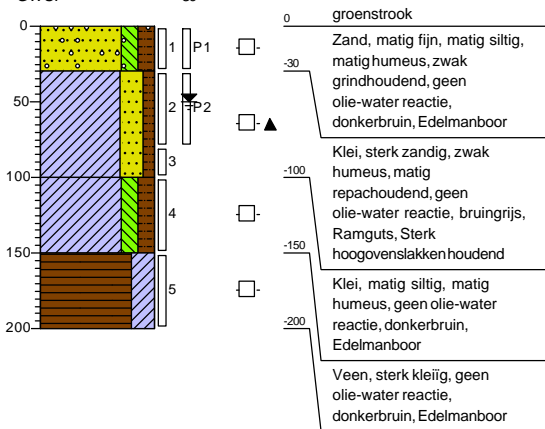 0
50
100
150
200
1
2
3
4
5
P1
P2
0
groenstrook
Zand, matig fijn, matig siltig,
matig humeus, zwak
grindhoudend, geen
olie-water reactie,
donkerbruin, Edelmanboor
-30
Klei, sterk zandig, zwak
humeus, matig
repachoudend, geen
olie-water reactie, bruingrijs,
Ramguts, Sterk
hoogovenslakken houdend
-100
Klei, matig siltig, matig
humeus, geen olie-water
reactie, donkerbruin,
Edelmanboor
-150
Veen, sterk kleiïg, geen
olie-water reactie,
donkerbruin, Edelmanboor
-200